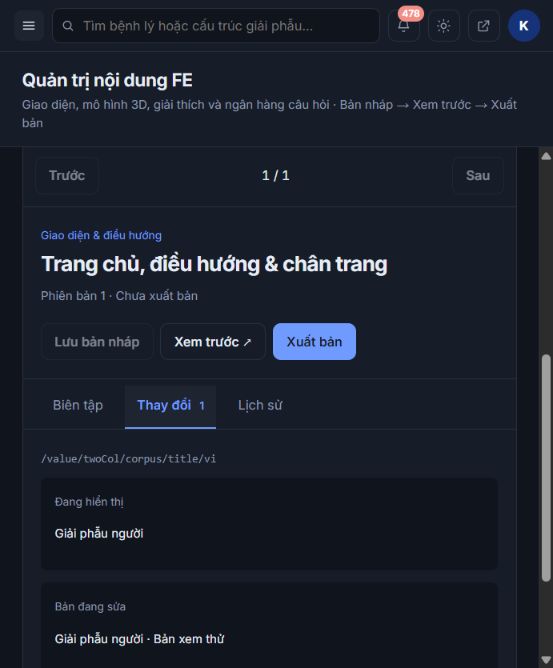 Tìm bệnh lý hoặc cấu trúc giải phẫu...
478
K
Quản trị nội dung FE
Giao diện, mô hình 3D, giải thích và ngân hàng câu hỏi · Bản nháp → Xem trước → Xuất
bản
Trước
1 / 1
Sau
Giao diện & điều hướng
Trang chủ, điều hướng & chân trang
Phiên bản 1 · Chưa xuất bản
Lưu bản nháp
Xem trước ↗
Xuất bản
Biên tập
Thay đổi 1
Lịch sử
/value/twoCol/corpus/title/vi
Đang hiển thị
Giải phẫu người
Bản đang sửa
Giải phẫu người · Bản xem thử